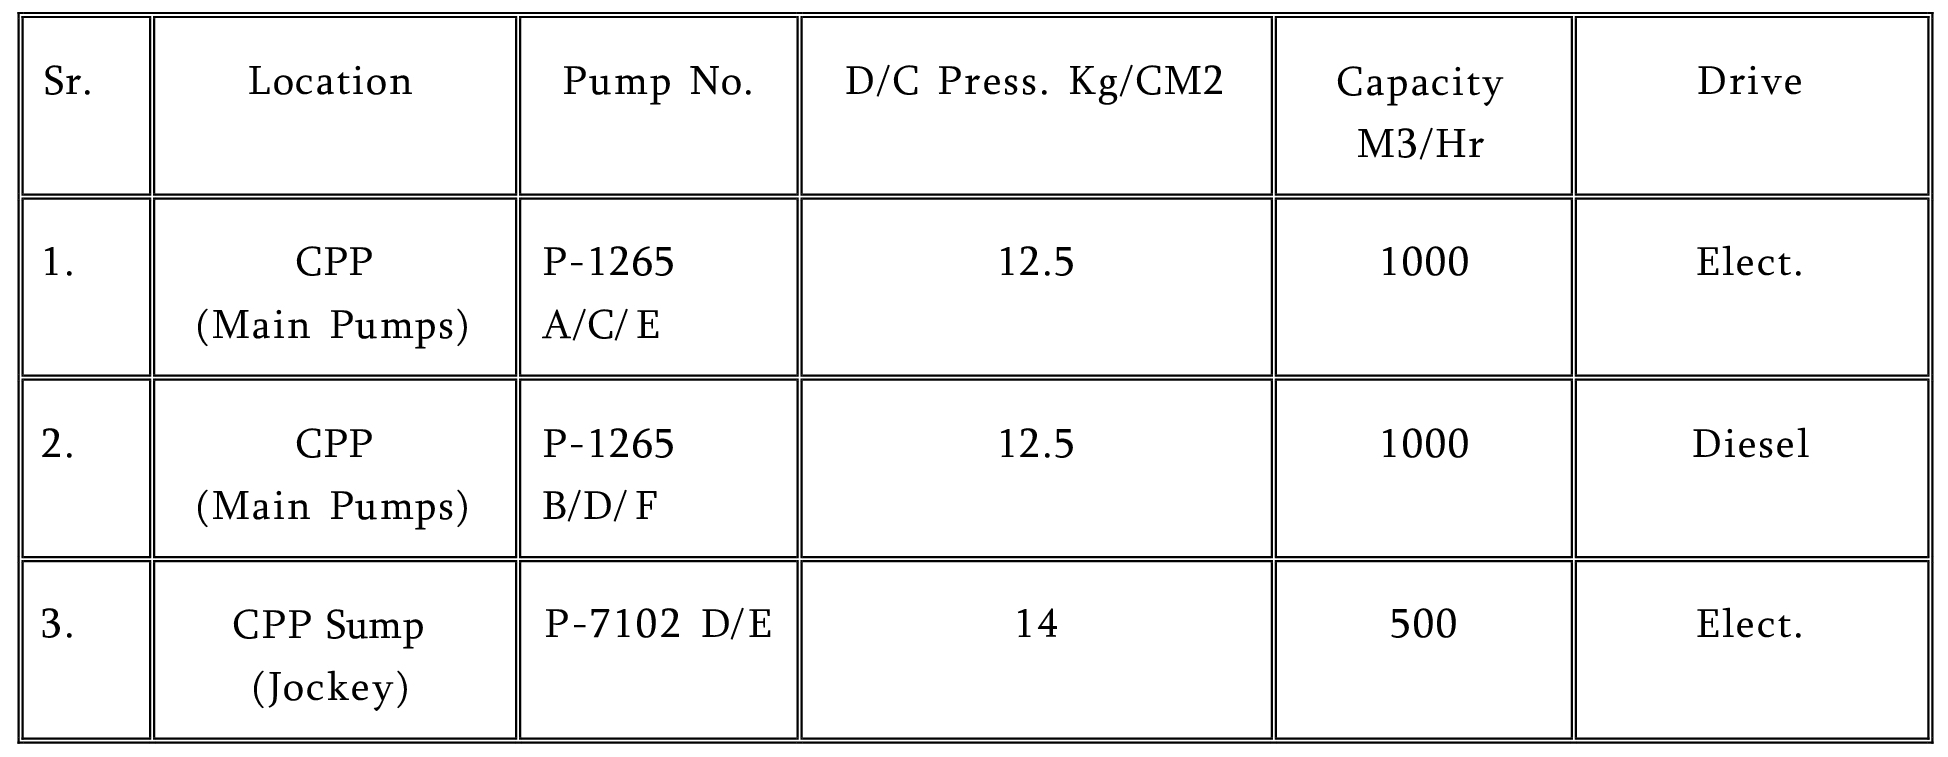 Sr. Location Pump No. D/C Press. Kg/CM2 Capacity Drive
M3/Hr
1. CPP P-1265 12.5 1000 Elect.
(Main Pumps) A/C/ E
2. CPP P-1265 12.5 1000 Diesel
(Main Pumps) B/D/ F
3. CPP Sump P-7102 D/E 14 500 Elect.
(Jockey)